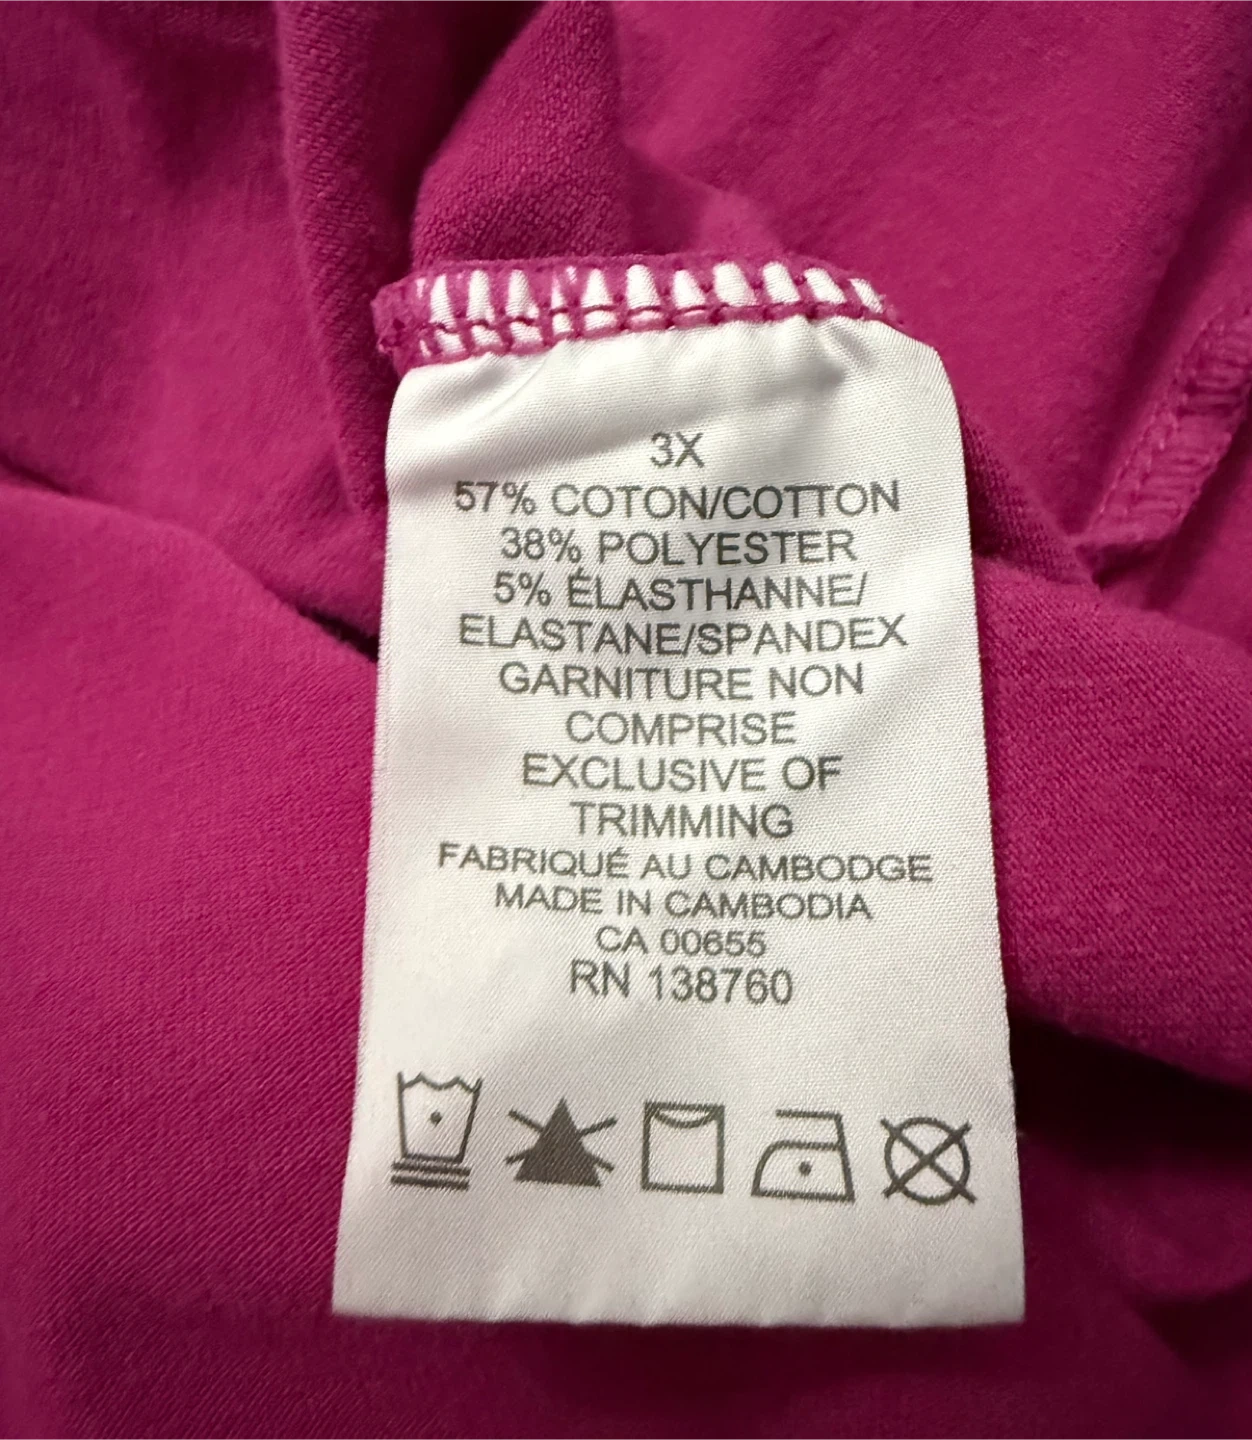 3X
57% COTON/COTTON
38% POLYESTER
5% ÉLASTHANNE/
ELASTANE/SPANDEX
GARNITURE NON
COMPRISE
EXCLUSIVE OF
TRIMMING
FABRIQUÉ AU CAMBODGE
MADE IN CAMBODIA
CA 00655
RN 138760